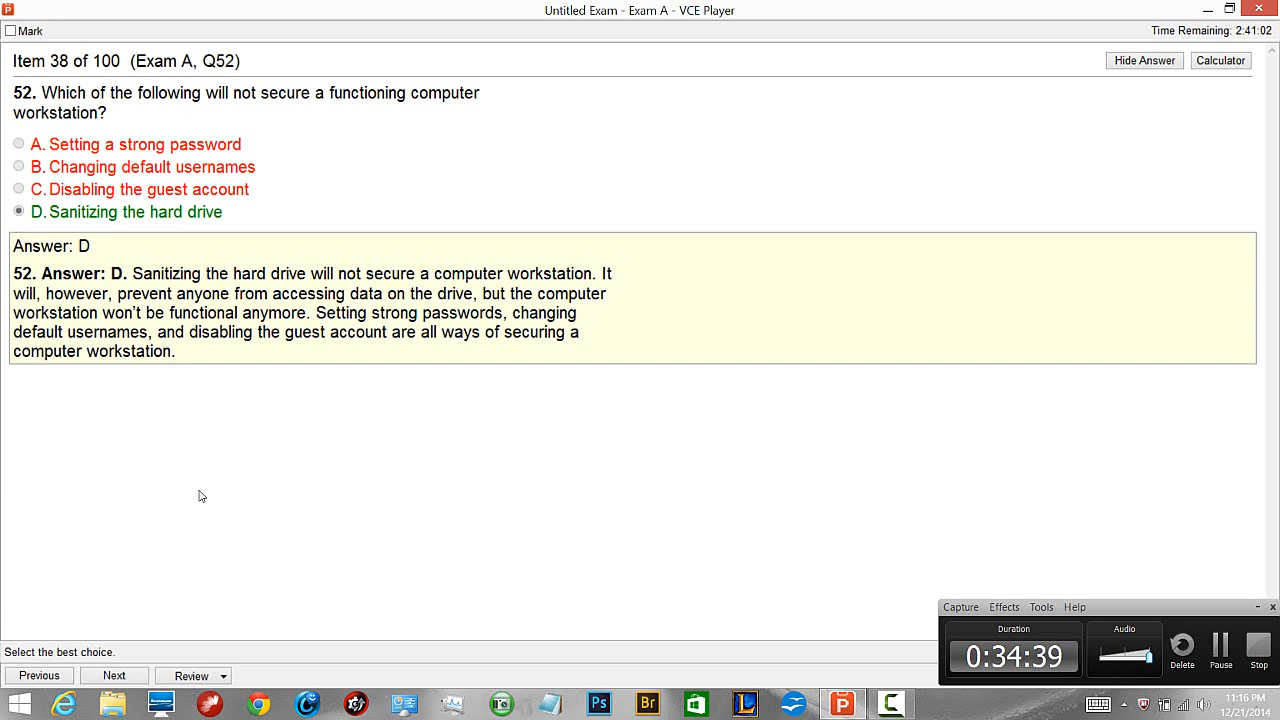 Untitled Exam - Exam A - VCE Player
Mark
Time Remaining: 2:41:02
Item 38 of 100 (Exam A, Q52)
Hide Answer
Calculator
52. Which of the following will not secure a functioning computer
workstation?
A. Setting a strong password
B. Changing default usernames
C. Disabling the guest account
D. Sanitizing the hard drive
Answer: D
52. Answer: D. Sanitizing the hard drive will not secure a computer workstation. It
will, however, prevent anyone from accessing data on the drive, but the computer
workstation won't be functional anymore. Setting strong passwords, changing
default usernames, and disabling the guest account are all ways of securing a
computer workstation.
Capture Effects Tools Help
Duration
Audio
0:34:39
Delete
Pause
Stop
Select the best choice.
Previous
Next
Review
Ps
Br
L
11:16 PM
12/21/2014